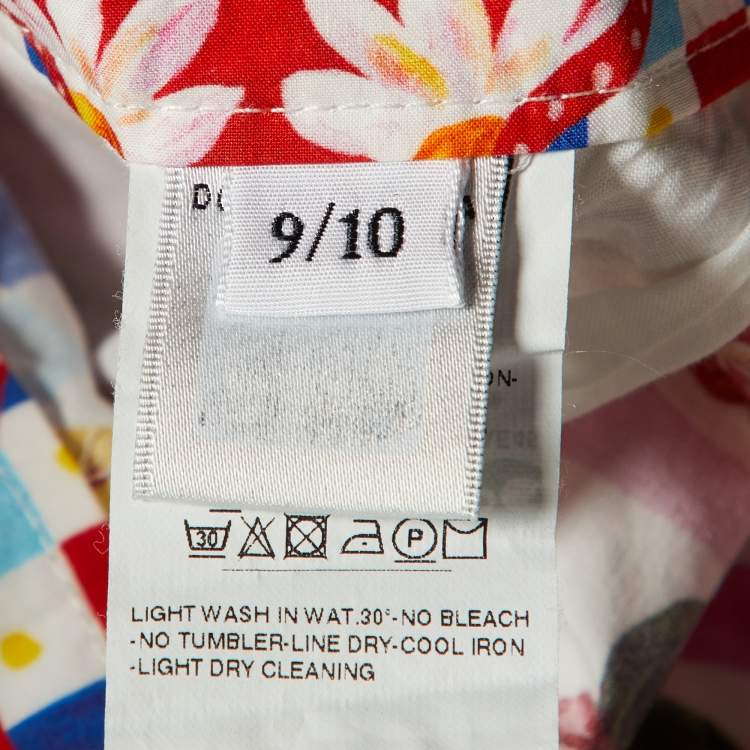 9/10
30
P
LIGHT WASH IN WAT.30°-NO BLEACH
-NO TUMBLER-LINE DRY-COOL IRON
-LIGHT DRY CLEANING